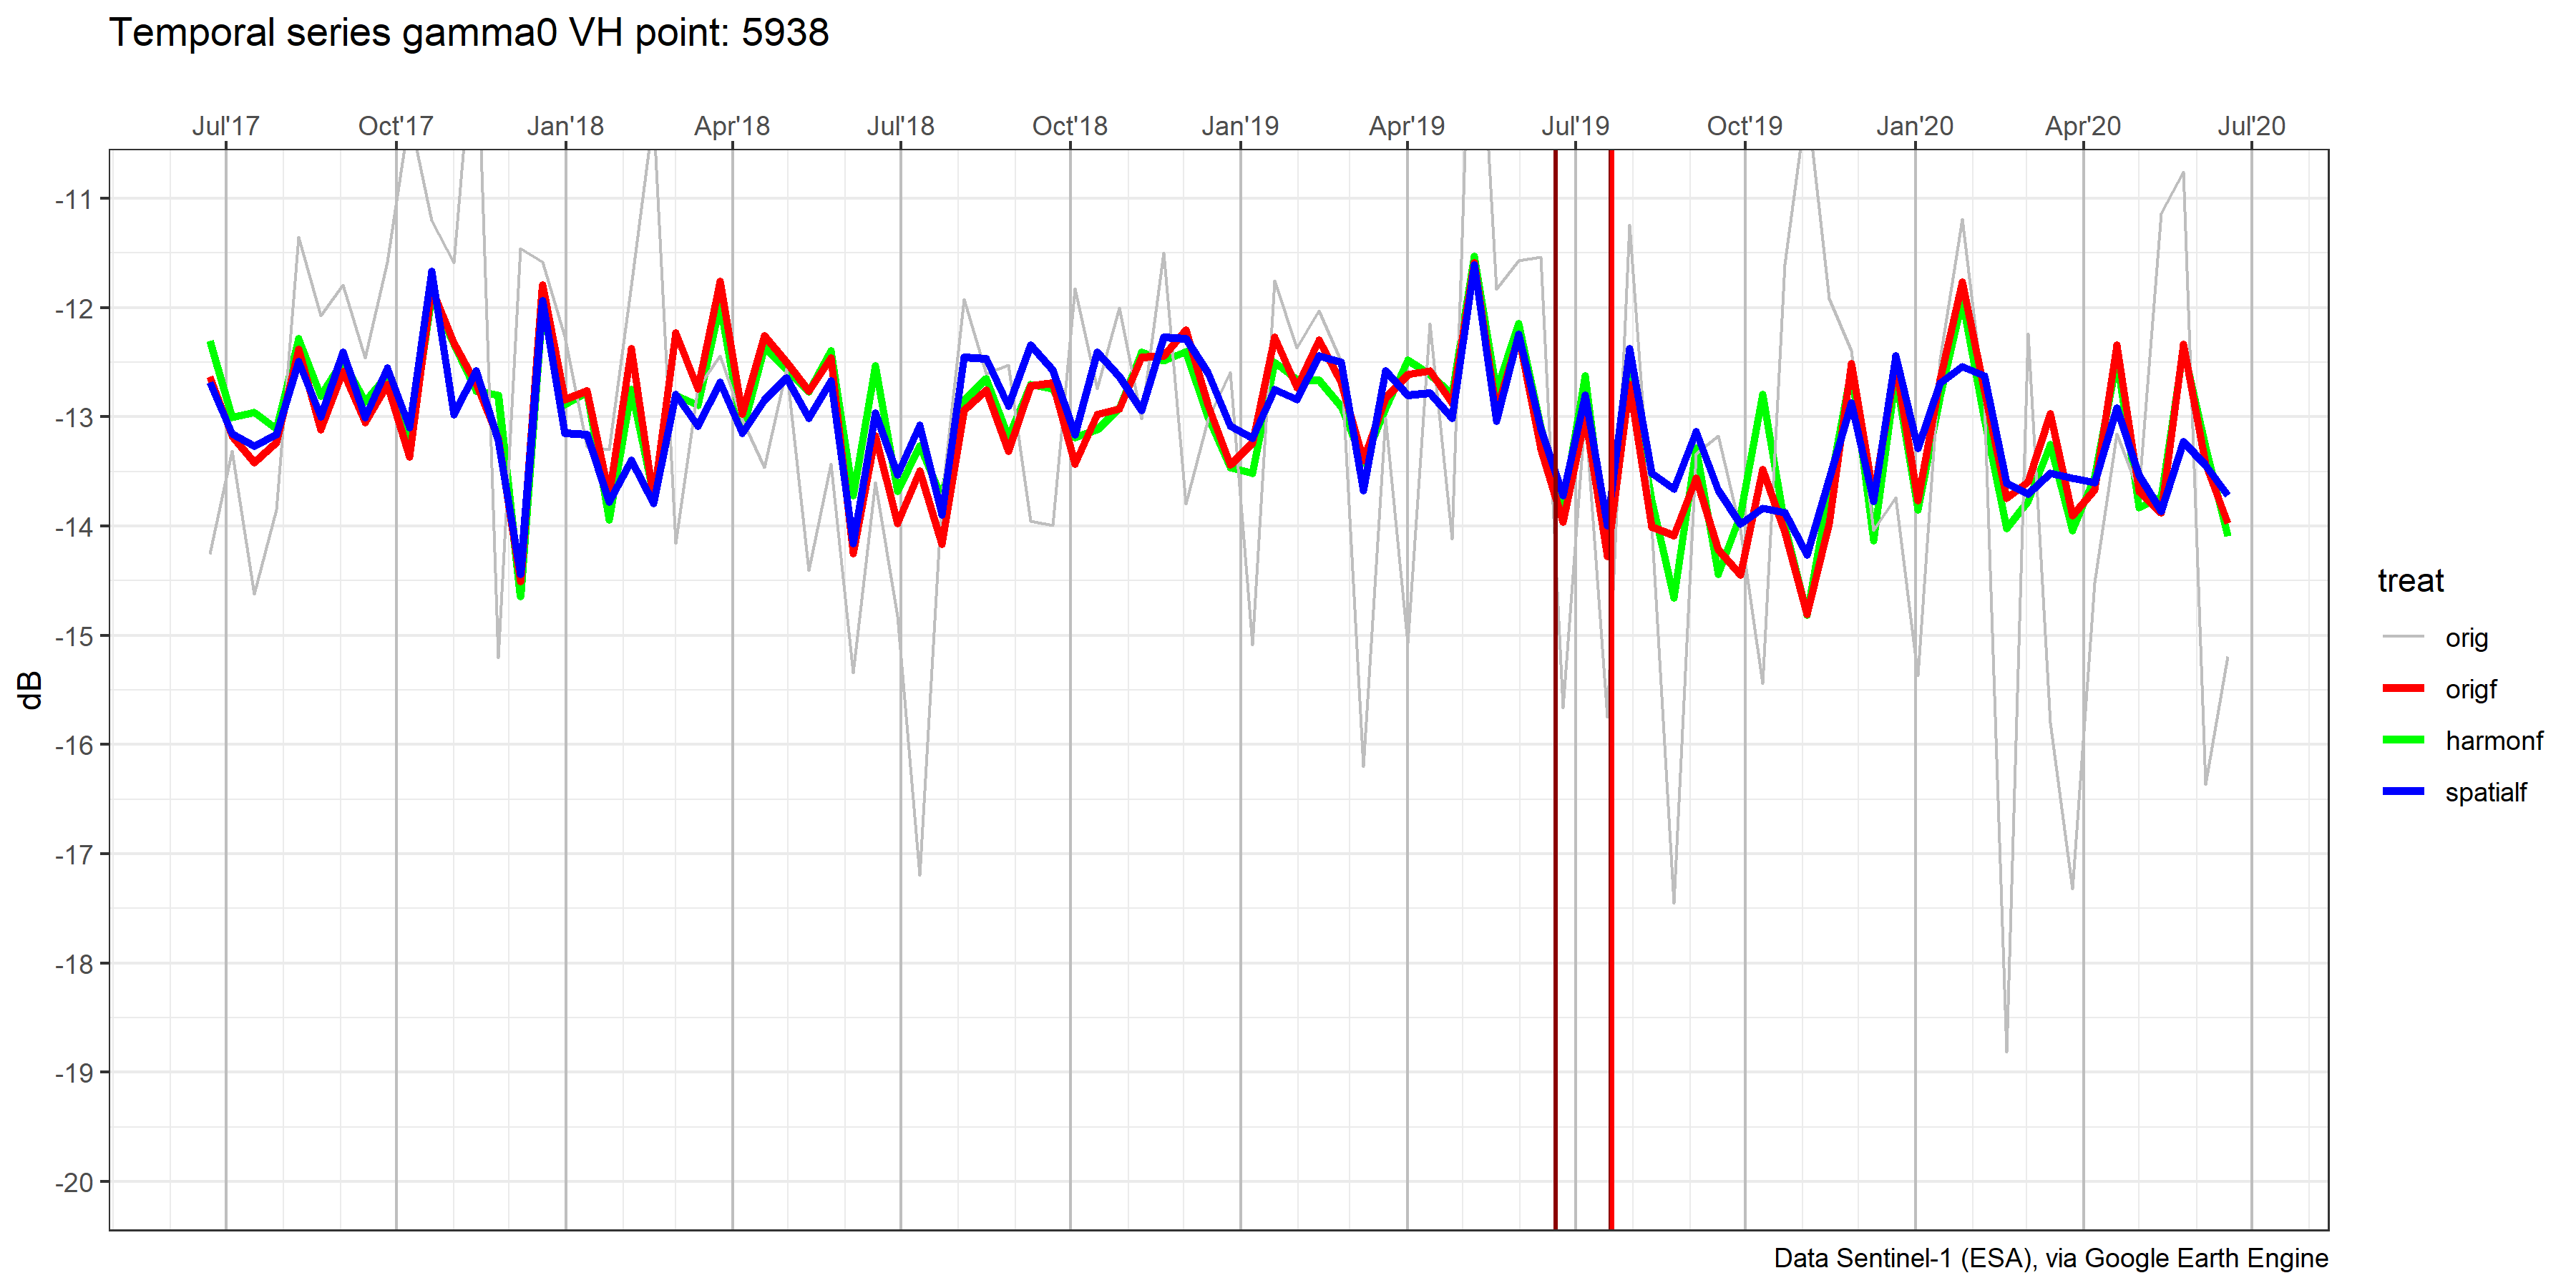 Temporal series gamma0 VH point: 5938
Jul'17 Oct'17 Jan'18 Apr'18 Jul'18 Oct'18 Jan'19 Apr'19 Jul'19 Oct'19 Jan'20 Apr'20 Jul'20
-11
-12
-13
-14
-15
-16
-17
-18
-19
-20
dB
treat
orig
origf
harmonf
spatialf
Data Sentinel-1 (ESA), via Google Earth Engine